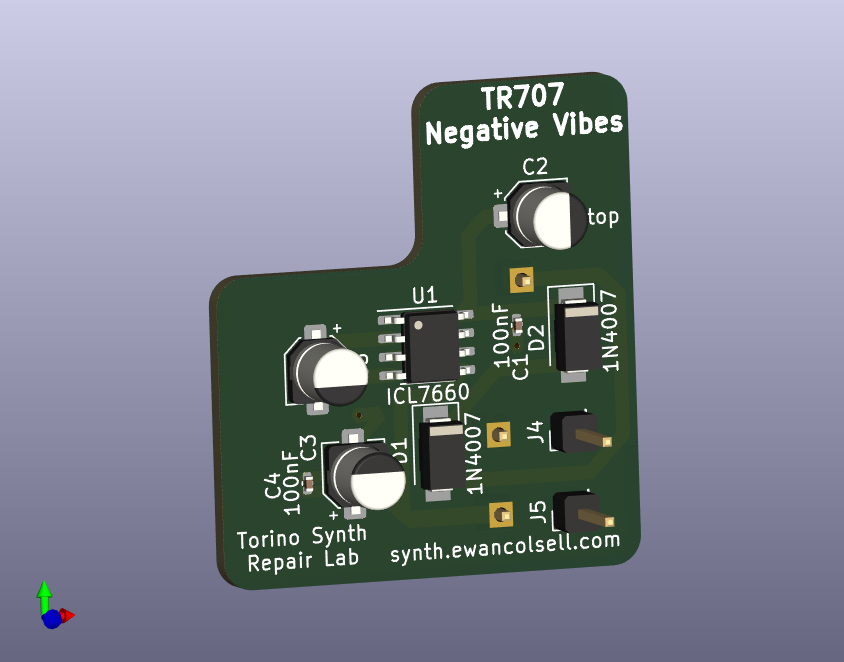 TR707
Negative Vibes
C2
+
top
U1
+
100nF
C1
D2
1N4007
ICL7660
C3
D1
1N4007
J4
C4
100nF
+
J5
Torino Synth
Repair Lab
synth.ewancolsell.com